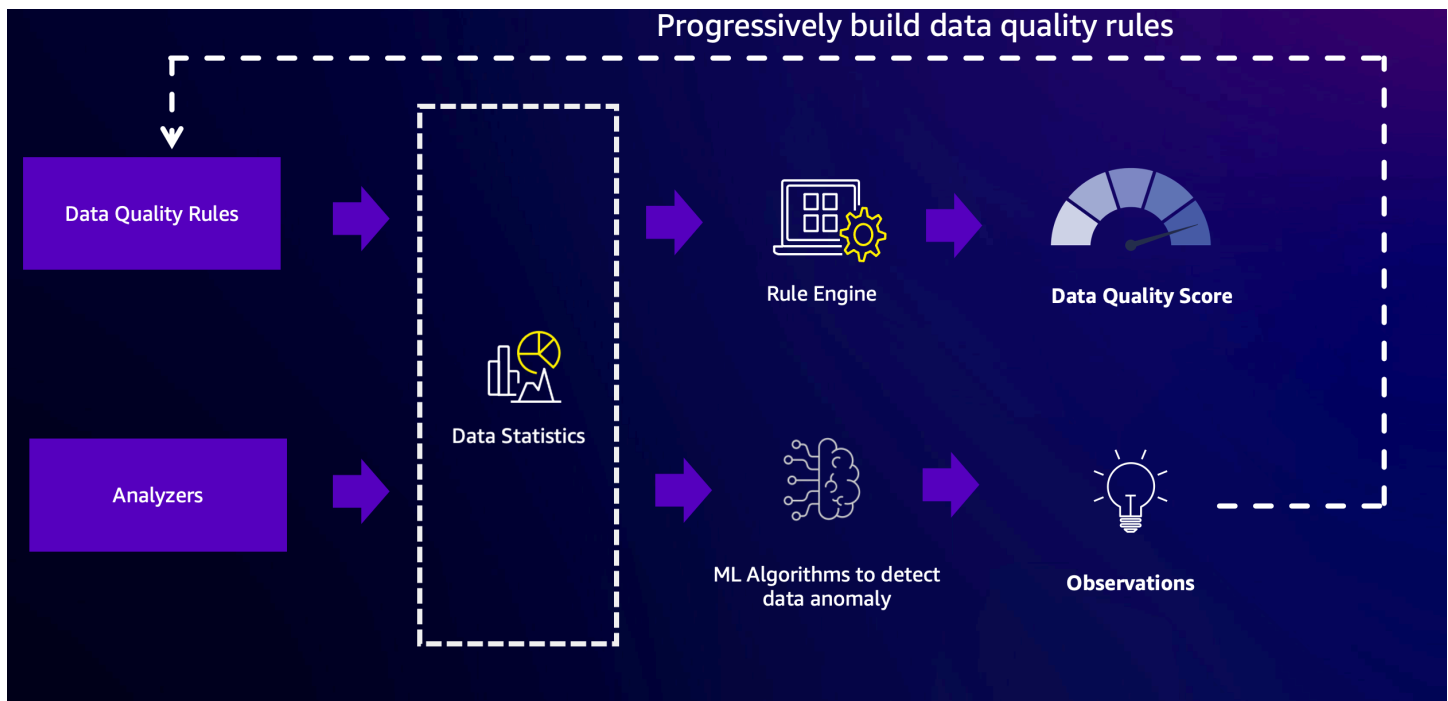 Progressively build data quality rules
Data Quality Rules
Rule Engine
Data Quality Score
Data Statistics
Analyzers
ML Algorithms to detect
data anomaly
Observations